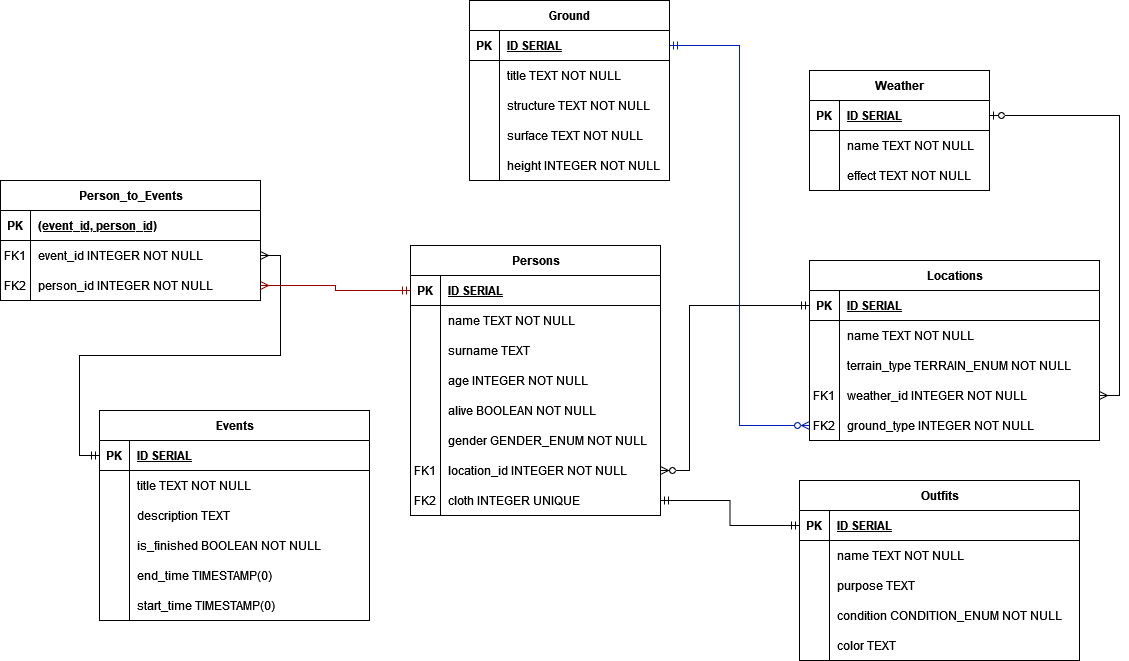 Ground
PK ID SERIAL
title TEXT NOT NULL
structure TEXT NOT NULL
surface TEXT NOT NULL
height INTEGER NOT NULL
Weather
PK ID SERIAL
name TEXT NOT NULL
effect TEXT NOT NULL
Person_to_Events
PK (event_id, person_id)
FK1 event_id INTEGER NOT NULL
FK2 person_id INTEGER NOT NULL
Persons
PK ID SERIAL
name TEXT NOT NULL
surname TEXT
age INTEGER NOT NULL
alive BOOLEAN NOT NULL
gender GENDER_ENUM NOT NULL
FK1 location_id INTEGER NOT NULL
FK2 cloth INTEGER UNIQUE
Locations
PK ID SERIAL
name TEXT NOT NULL
terrain_type TERRAIN_ENUM NOT NULL
FK1 weather_id INTEGER NOT NULL
FK2 ground_type INTEGER NOT NULL
Events
PK ID SERIAL
title TEXT NOT NULL
description TEXT
is_finished BOOLEAN NOT NULL
end_time TIMESTAMP(0)
start_time TIMESTAMP(0)
Outfits
PK ID SERIAL
name TEXT NOT NULL
purpose TEXT
condition CONDITION_ENUM NOT NULL
color TEXT